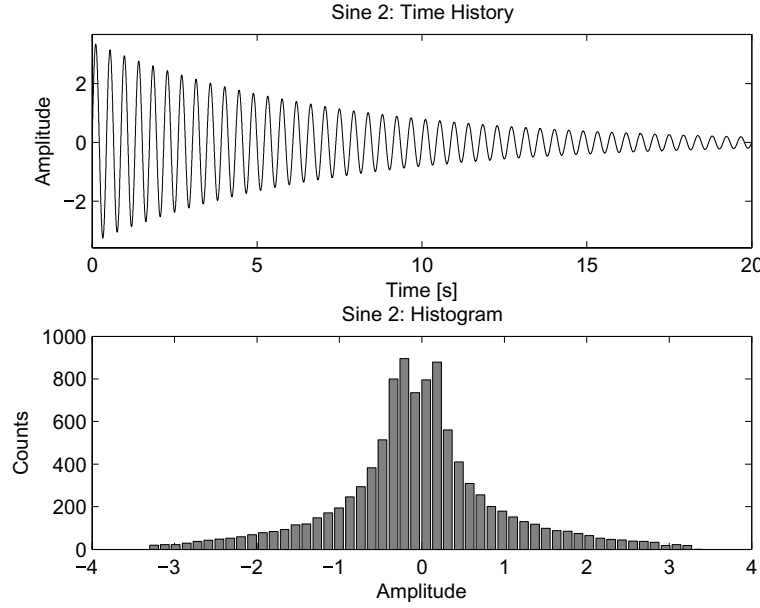 Sine 2: Time History
Amplitude
2
0
−2
0 5 10 15 20
Time [s]
Sine 2: Histogram
Counts
1000
800
600
400
200
0
−4 −3 −2 −1 0 1 2 3 4
Amplitude